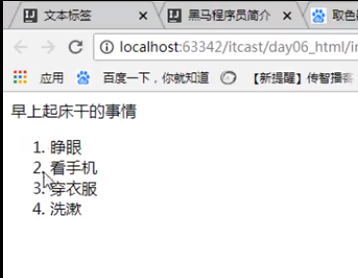 文本标签
黑马程序员简介
取色
localhost:63342/itcast/day06_html/in
应用
百度一下，你就知道
【新提醒】传智播客
早上起床干的事情
1. 睁眼
2. 看手机
3. 穿衣服
4. 洗漱